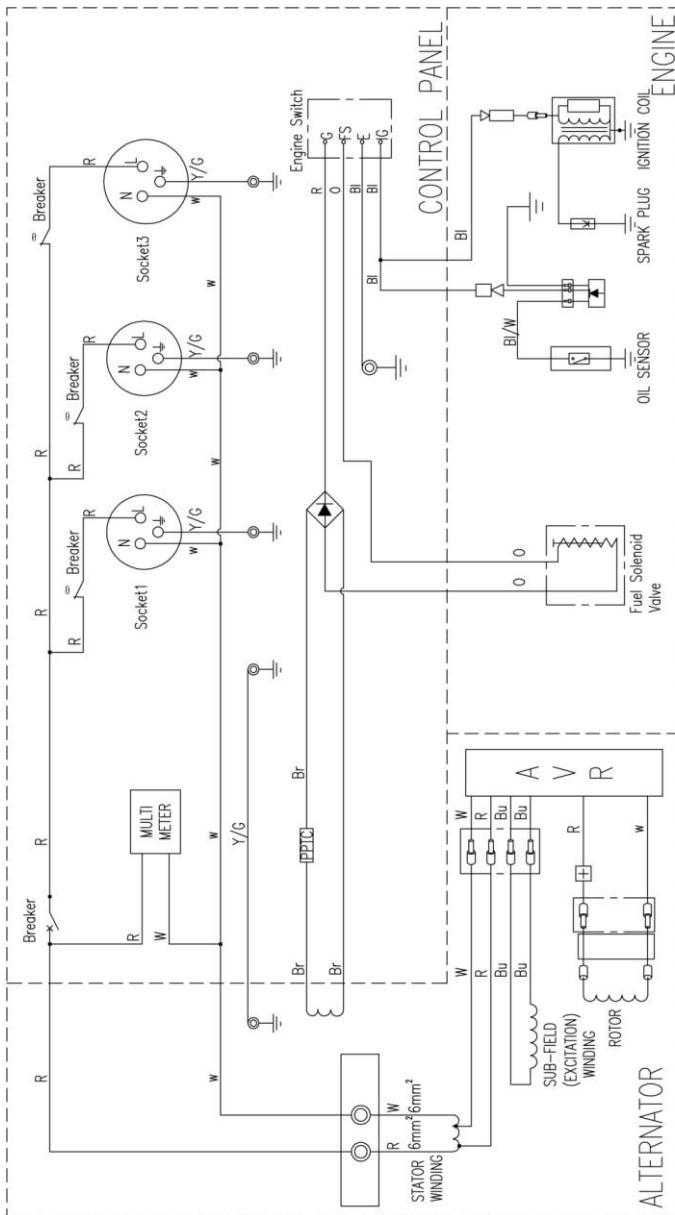 CONTROL PANEL
ENGINE
ALTERNATOR
Breaker
R
R
R
R
R
R
W
MULTI
METER
Breaker
R
R
N
L
Y/G
w
Socket1
Breaker
R
R
N
L
Y/G
w
Socket2
Breaker
R
N
L
Y/G
w
Socket3
w
w
w
w
Y/G
Br
Br
Br
PPTC
Engine Switch
G
FS
E
IG
R
O
Bl
Bl
Bl
Bl
Bl/W
OIL SENSOR
SPARK PLUG
IGNITION COIL
O
O
Fuel Solenoid
Valve
R
W
6mm²
6mm²
STATOR
WINDING
W
R
Bu
Bu
W
R
Bu
Bu
SUB-FIELD
(EXCITATION)
WINDING
ROTOR
R
w
+
AVR